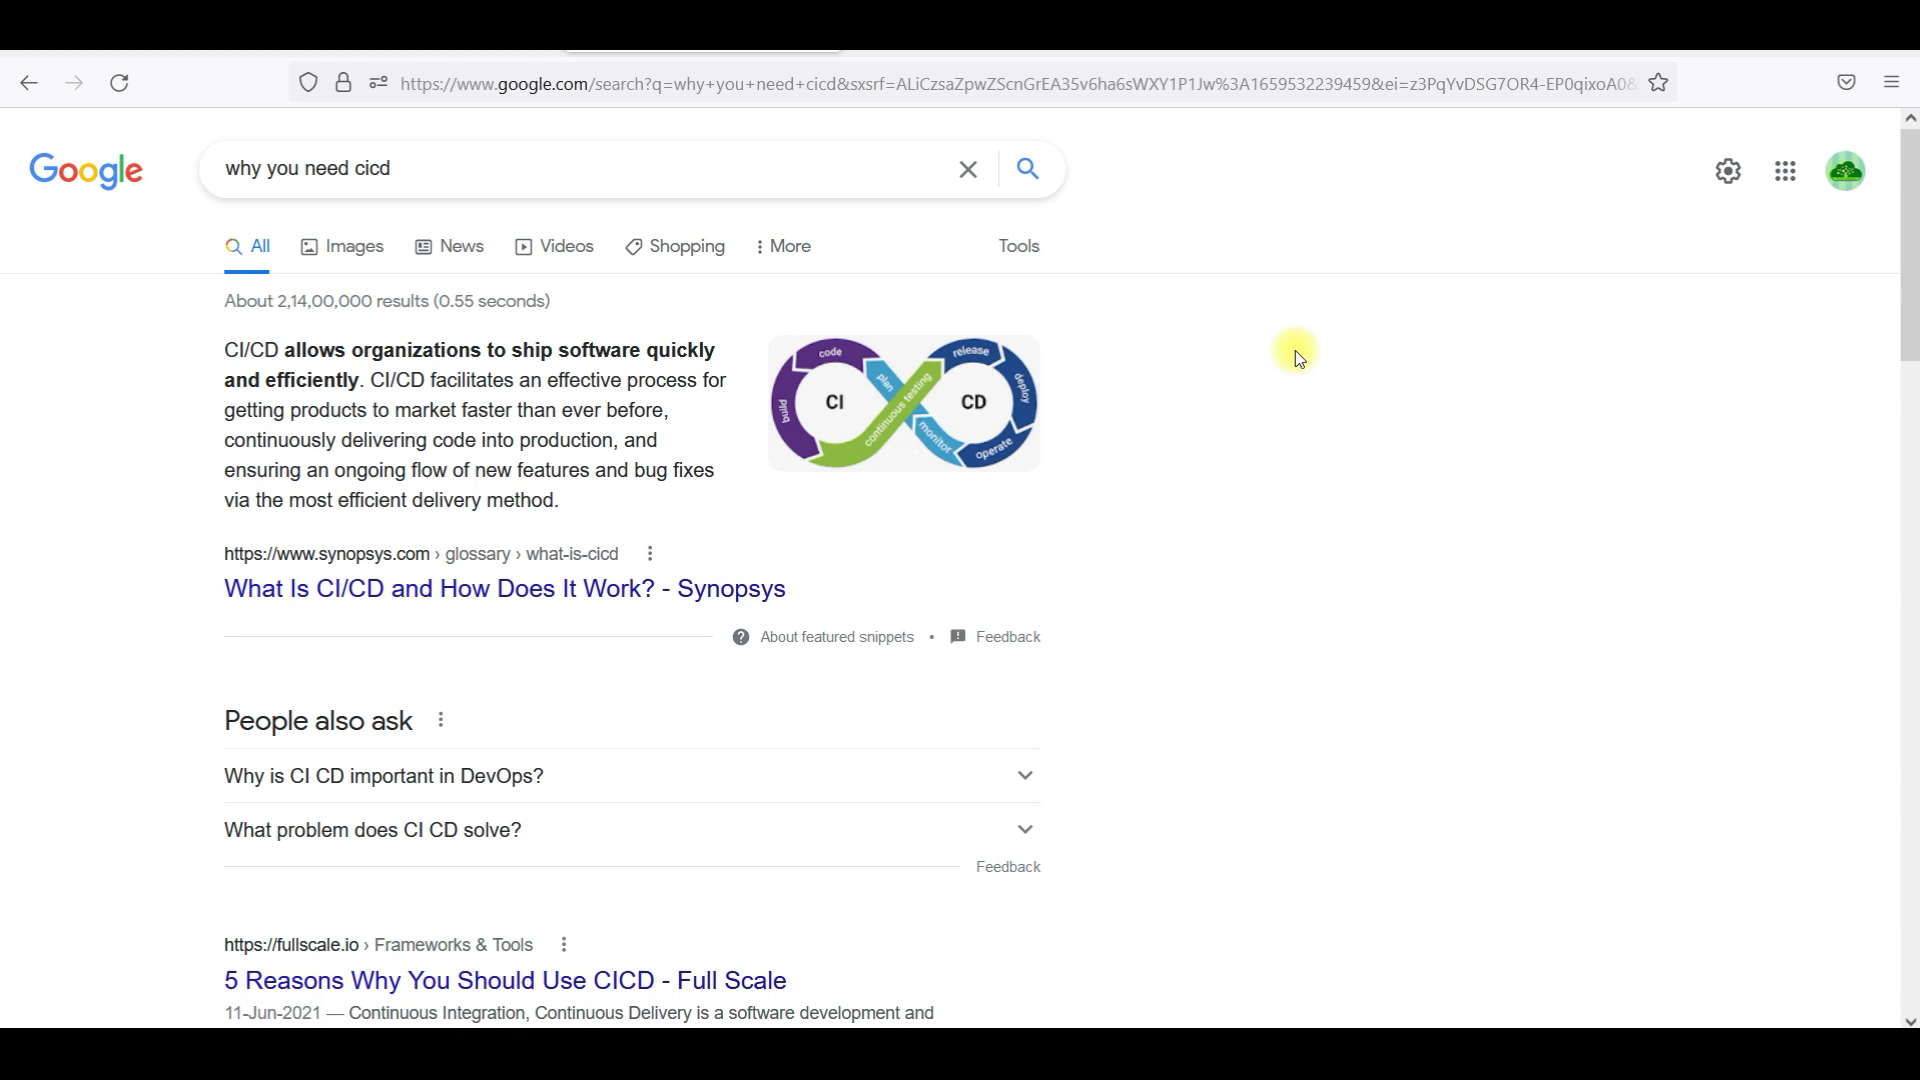 https://www.google.com/search?q=why+you+need+cicd&sxsrf=ALiCzsaZpwZScnGrEA35v6ha6sWXY1P1Jw%3A1659532239459&ei=z3PqYvDSG7OR4-EP0qixoA08
Google
why you need cicd
All Images News Videos Shopping More Tools
About 2,14,00,000 results (0.55 seconds)
CI/CD allows organizations to ship software quickly
and efficiently. CI/CD facilitates an effective process for
getting products to market faster than ever before,
continuously delivering code into production, and
ensuring an ongoing flow of new features and bug fixes
via the most efficient delivery method.
code
release
plan
deploy
build
CI
continuous testing
CD
monitor
operate
https://www.synopsys.com › glossary › what-is-cicd
What Is CI/CD and How Does It Work? - Synopsys
About featured snippets • Feedback
People also ask
Why is CI CD important in DevOps?
What problem does CI CD solve?
Feedback
https://fullscale.io › Frameworks & Tools
5 Reasons Why You Should Use CICD - Full Scale
11-Jun-2021 — Continuous Integration, Continuous Delivery is a software development and